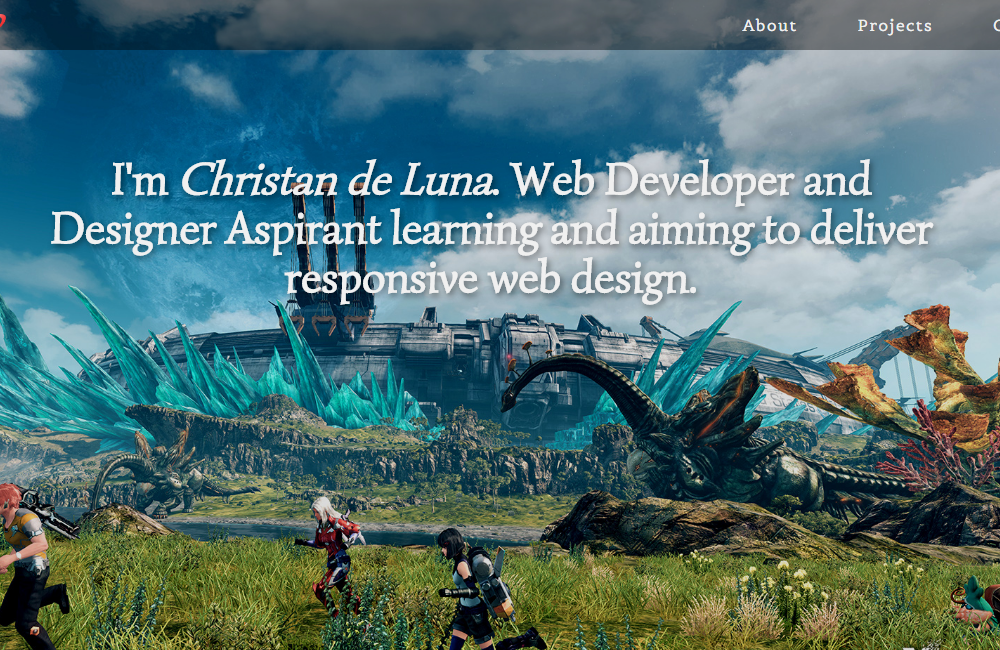 About Projects
I'm Christan de Luna. Web Developer and
Designer Aspirant learning and aiming to deliver
responsive web design.